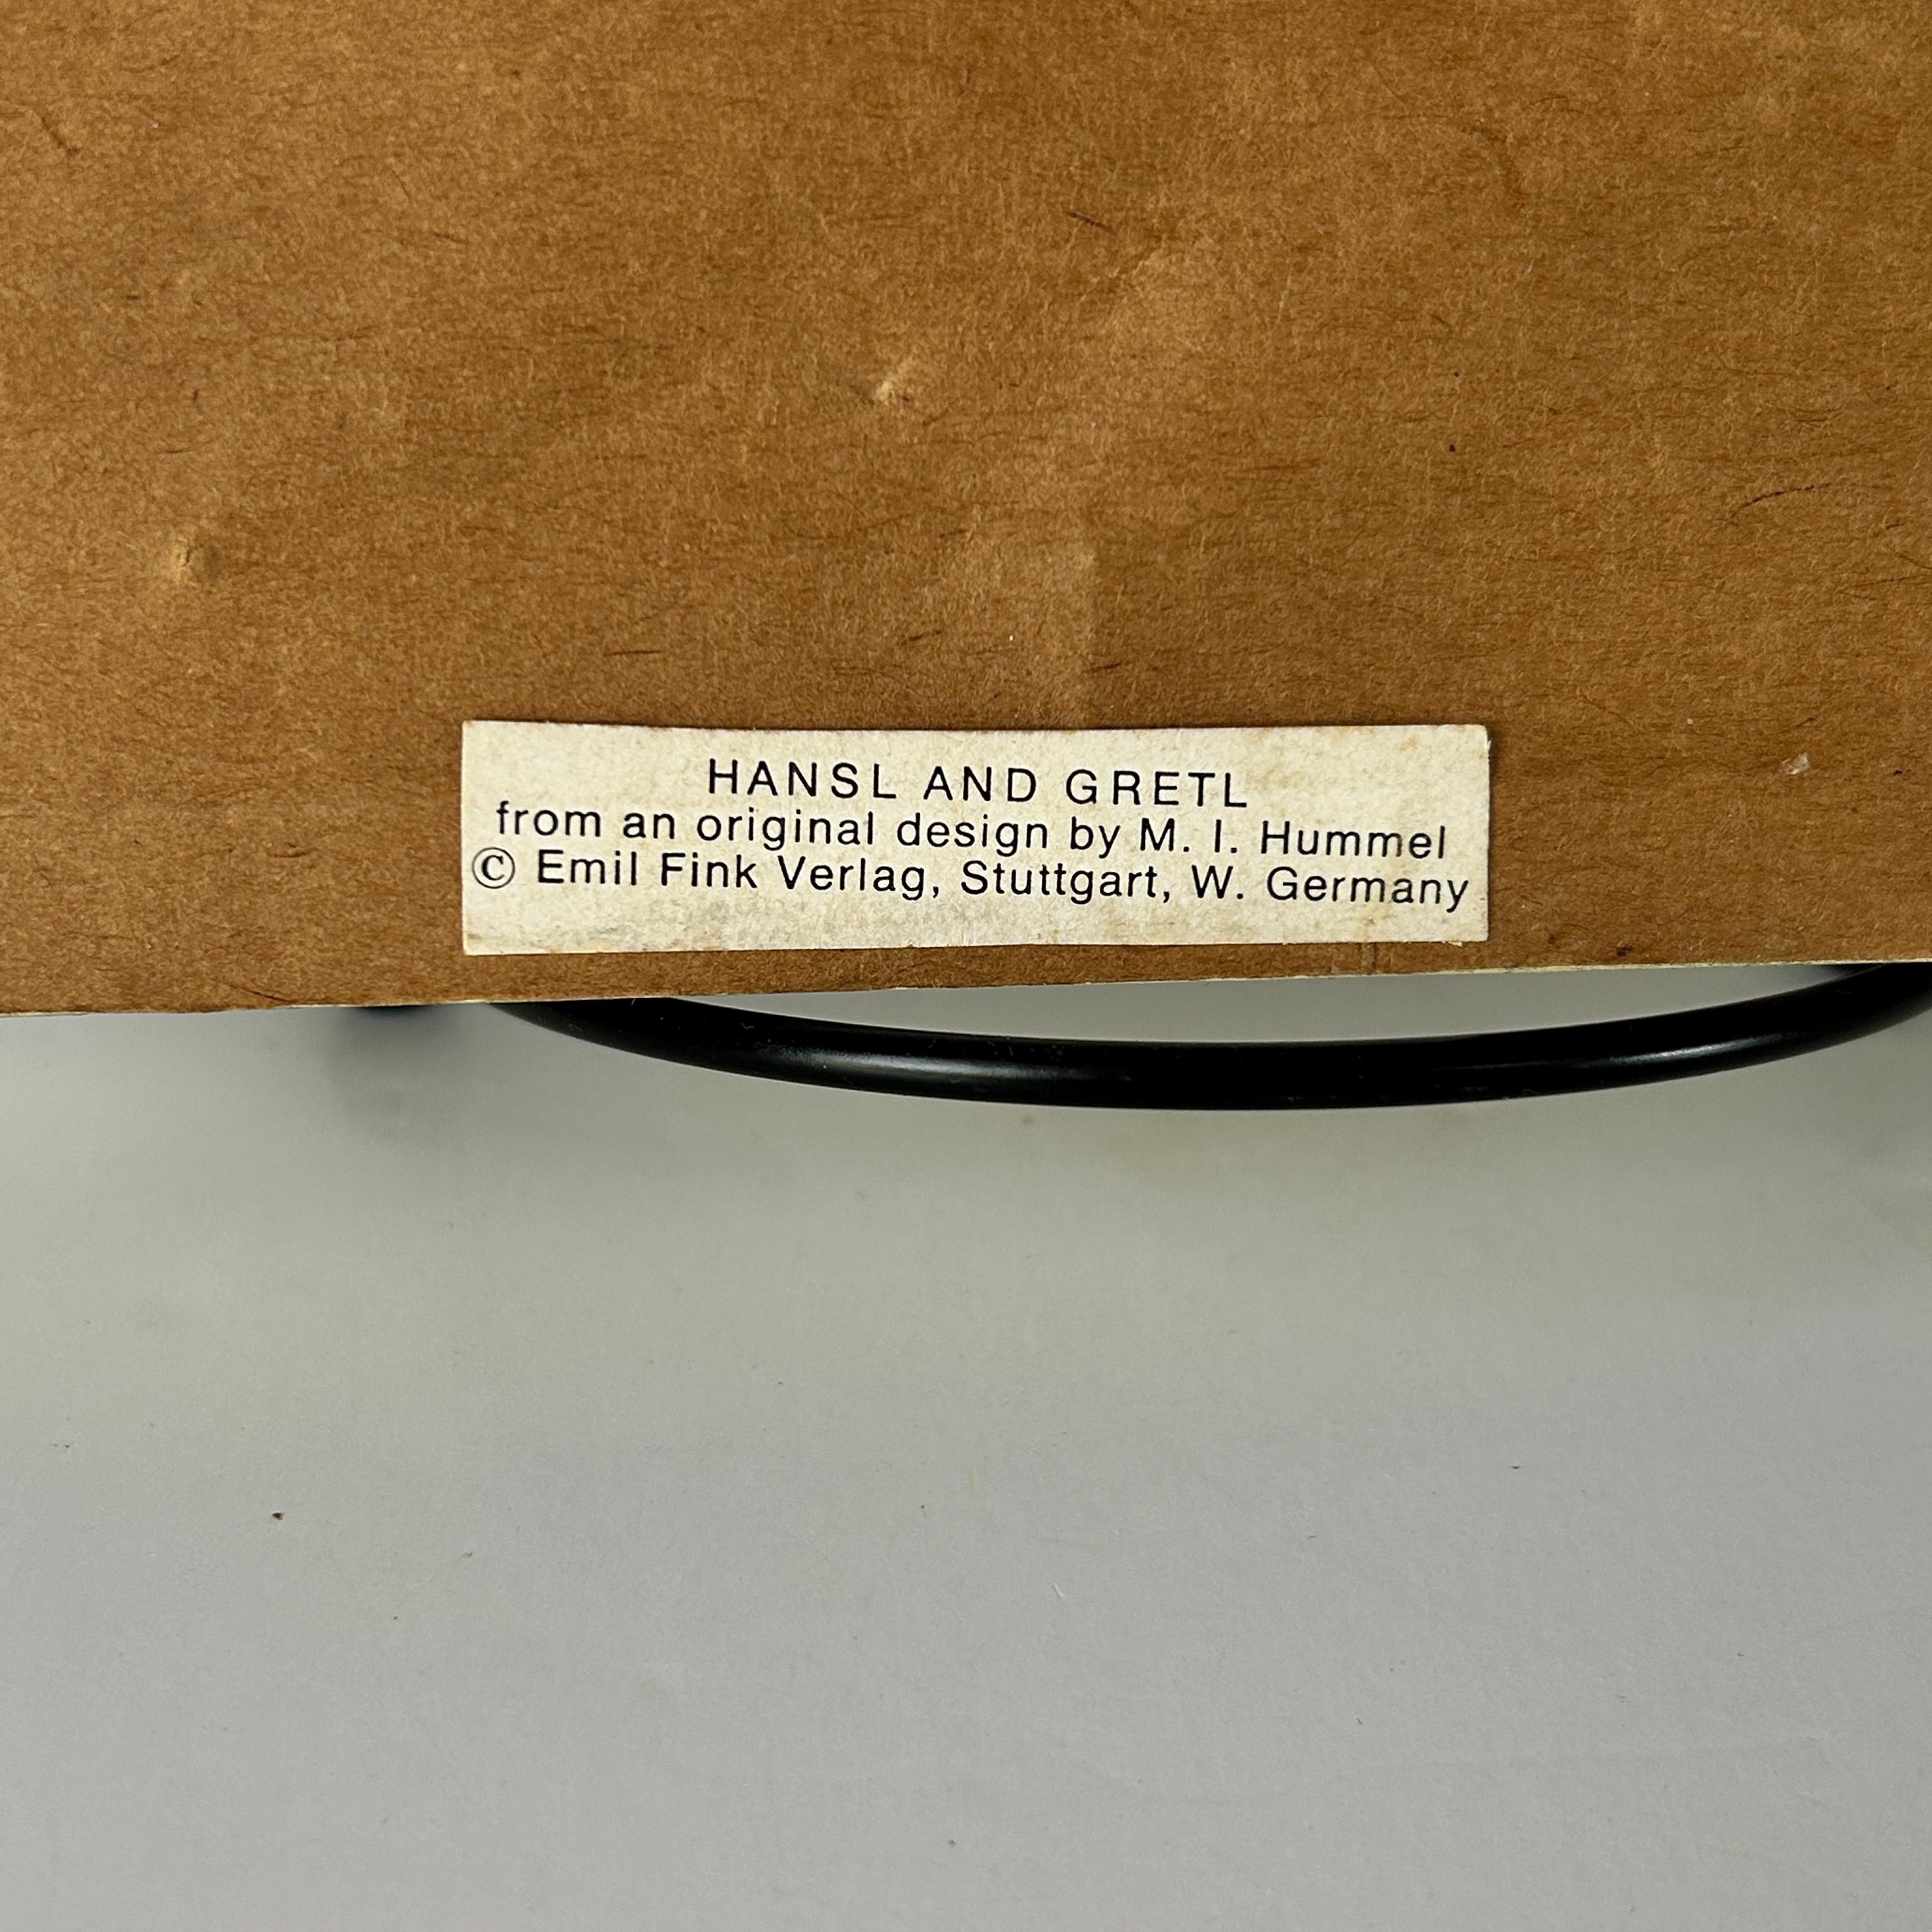 HANSL AND GRETL
from an original design by M. I. Hummel
© Emil Fink Verlag, Stuttgart, W. Germany